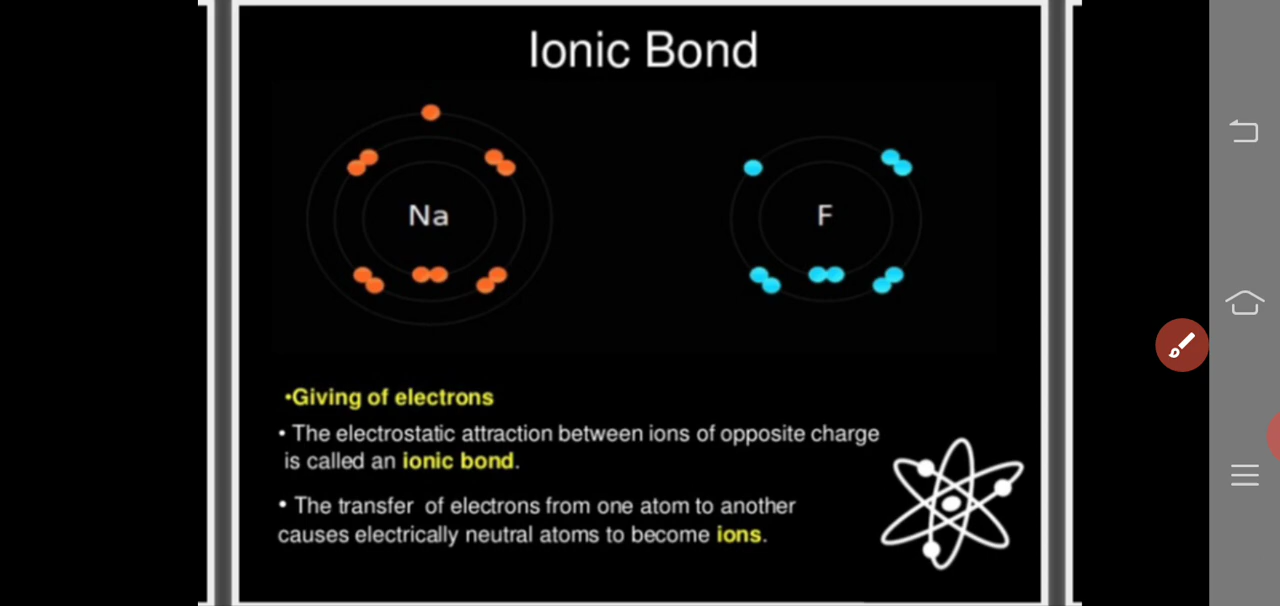 Ionic Bond
Na
F
•Giving of electrons
• The electrostatic attraction between ions of opposite charge
is called an ionic bond.
• The transfer of electrons from one atom to another
causes electrically neutral atoms to become ions.